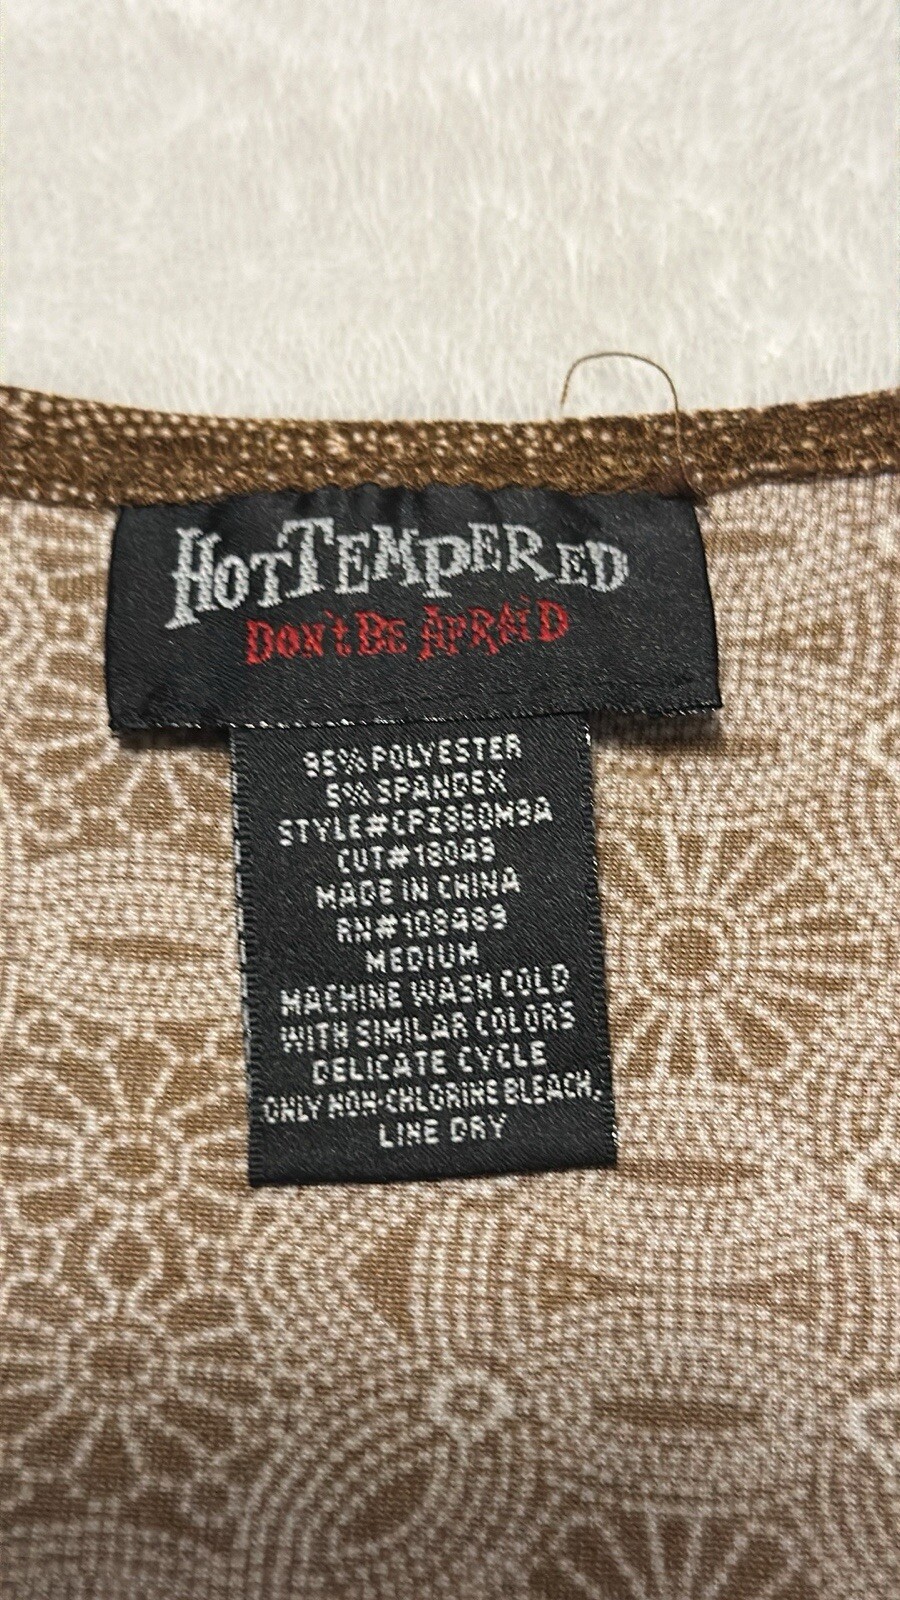 HOTTEMPERED
DON'T BE AFRAID
95% POLYESTER
5% SPANDEX
STYLE#CPZ860M9A
CUT#18049
MADE IN CHINA
RN#108489
MEDIUM
MACHINE WASH COLD
WITH SIMILAR COLORS
DELICATE CYCLE
ONLY NON-CHLORINE BLEACH.
LINE DRY